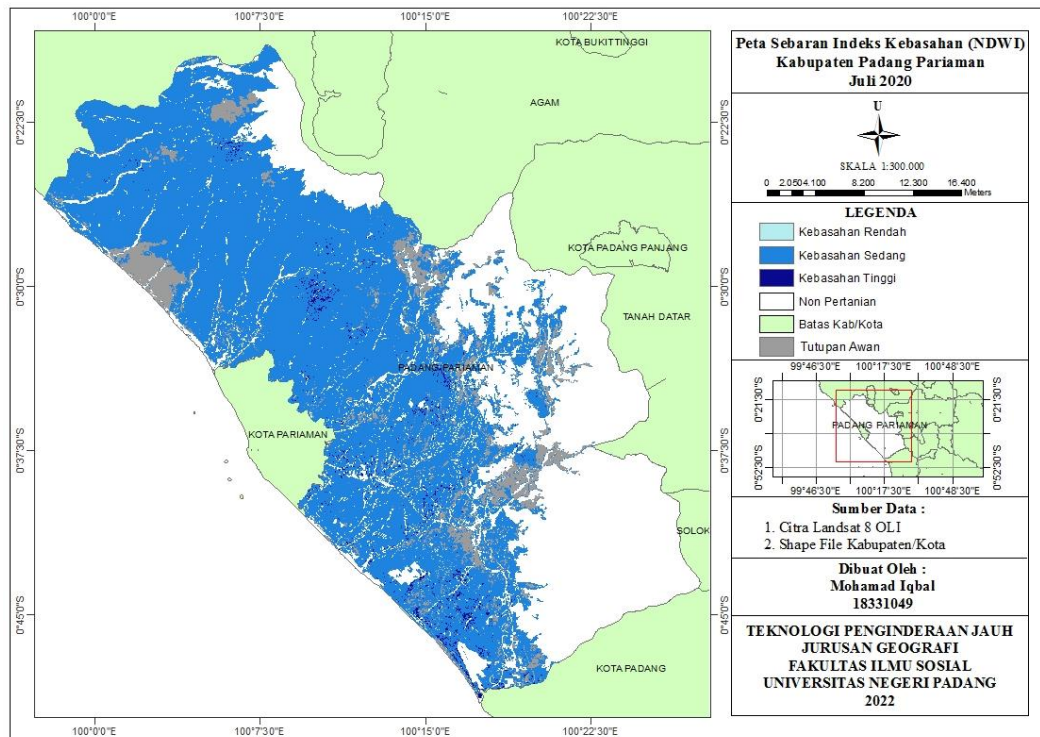 100°0'0"E 100°7'30"E 100°15'0"E 100°22'30"E
0°22'30"S
0°30'0"S
0°37'30"S
0°45'0"S
KOTA BUKITTINGGI
AGAM
KOTA PADANG PANJANG
TANAH DATAR
PADANG PARIAMAN
KOTA PARIAMAN
SOLOK
KOTA PADANG
0°22'30"S
0°30'0"S
0°37'30"S
0°45'0"S
100°0'0"E 100°7'30"E 100°15'0"E 100°22'30"E
Peta Sebaran Indeks Kebasahan (NDWI)
Kabupaten Padang Pariaman
Juli 2020
U
SKALA 1:300.000
0 2.0504.100 8.200 12.300 16.400
Meters
LEGENDA
Kebasahan Rendah
Kebasahan Sedang
Kebasahan Tinggi
Non Pertanian
Batas Kab/Kota
Tutupan Awan
99°46'30"E 100°17'30"E 100°48'30"E
0°21'30"S
0°52'30"S
PADANG PARIAMAN
0°21'30"S
0°52'30"S
99°46'30"E 100°17'30"E 100°48'30"E
Sumber Data :
1. Citra Landsat 8 OLI
2. Shape File Kabupaten/Kota
Dibuat Oleh :
Mohamad Iqbal
18331049
TEKNOLOGI PENGINDERAAN JAUH
JURUSAN GEOGRAFI
FAKULTAS ILMU SOSIAL
UNIVERSITAS NEGERI PADANG
2022